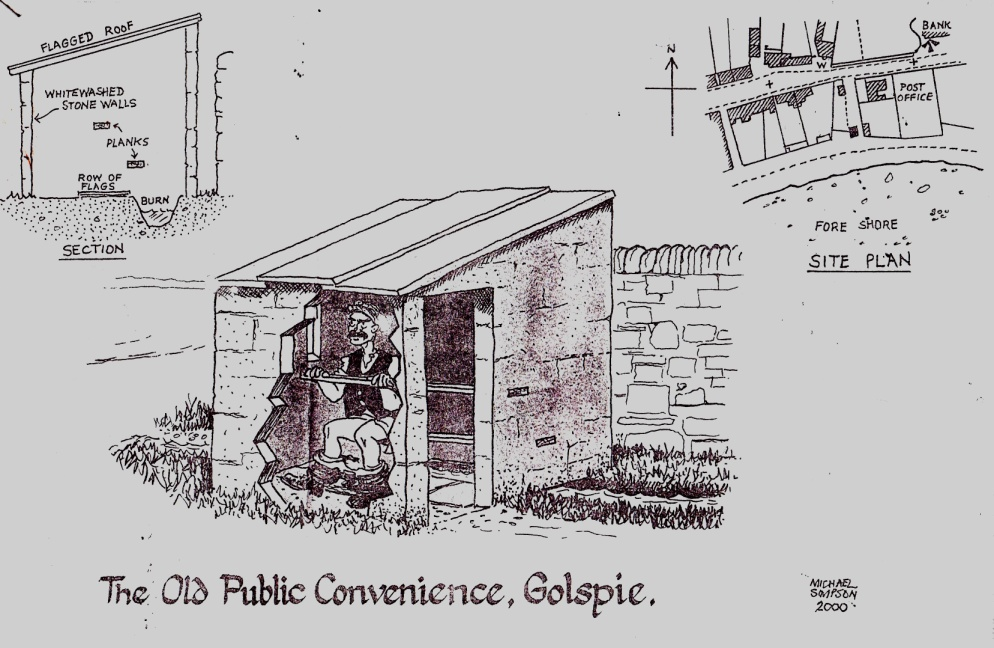 FLAGGED ROOF
WHITEWASHED
STONE WALLS
PLANKS
ROW OF
FLAGS
BURN
SECTION
N
BANK
W
POST
OFFICE
FORE SHORE
SITE PLAN
The Old Public Convenience, Golspie.
MICHAEL
SIMPSON
2000